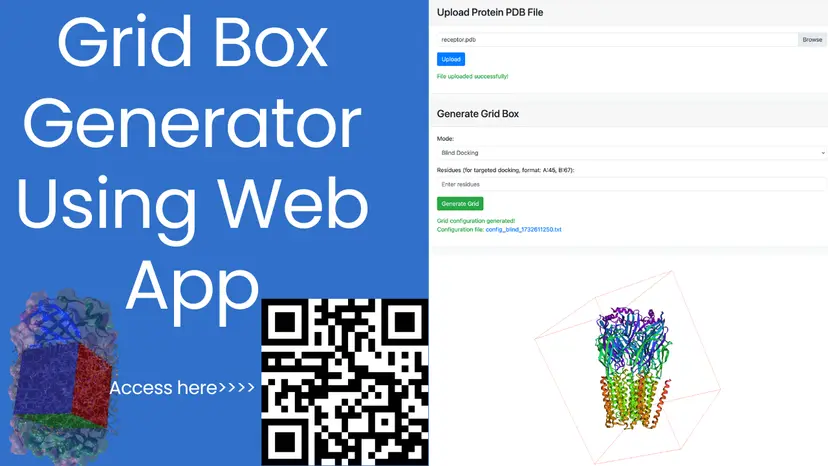 Grid Box
Generator
Using Web
App
Access here>>>>
Upload Protein PDB File
receptor.pdb
Browse
Upload
File uploaded successfully!
Generate Grid Box
Mode:
Blind Docking
Residues (for targeted docking, format: A:45, B:67):
Enter residues
Generate Grid
Grid configuration generated!
Configuration file: config_blind_1732611250.txt